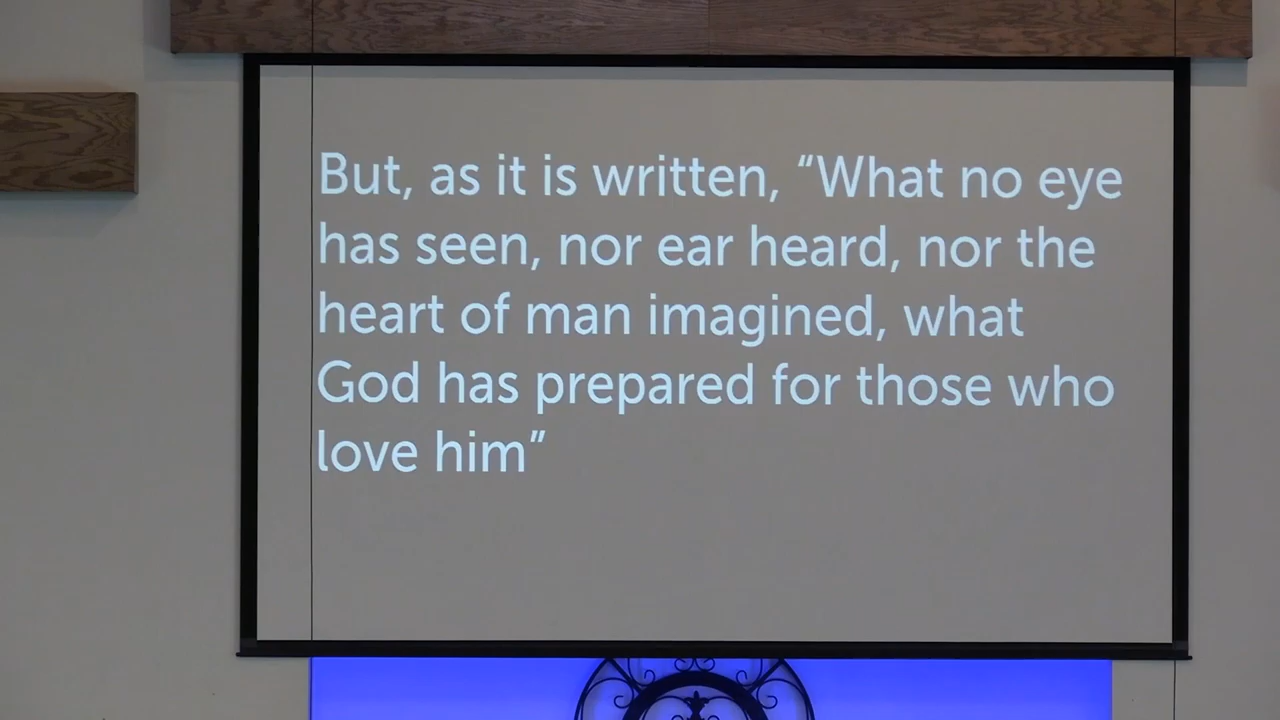 But, as it is written, “What no eye
has seen, nor ear heard, nor the
heart of man imagined, what
God has prepared for those who
love him”